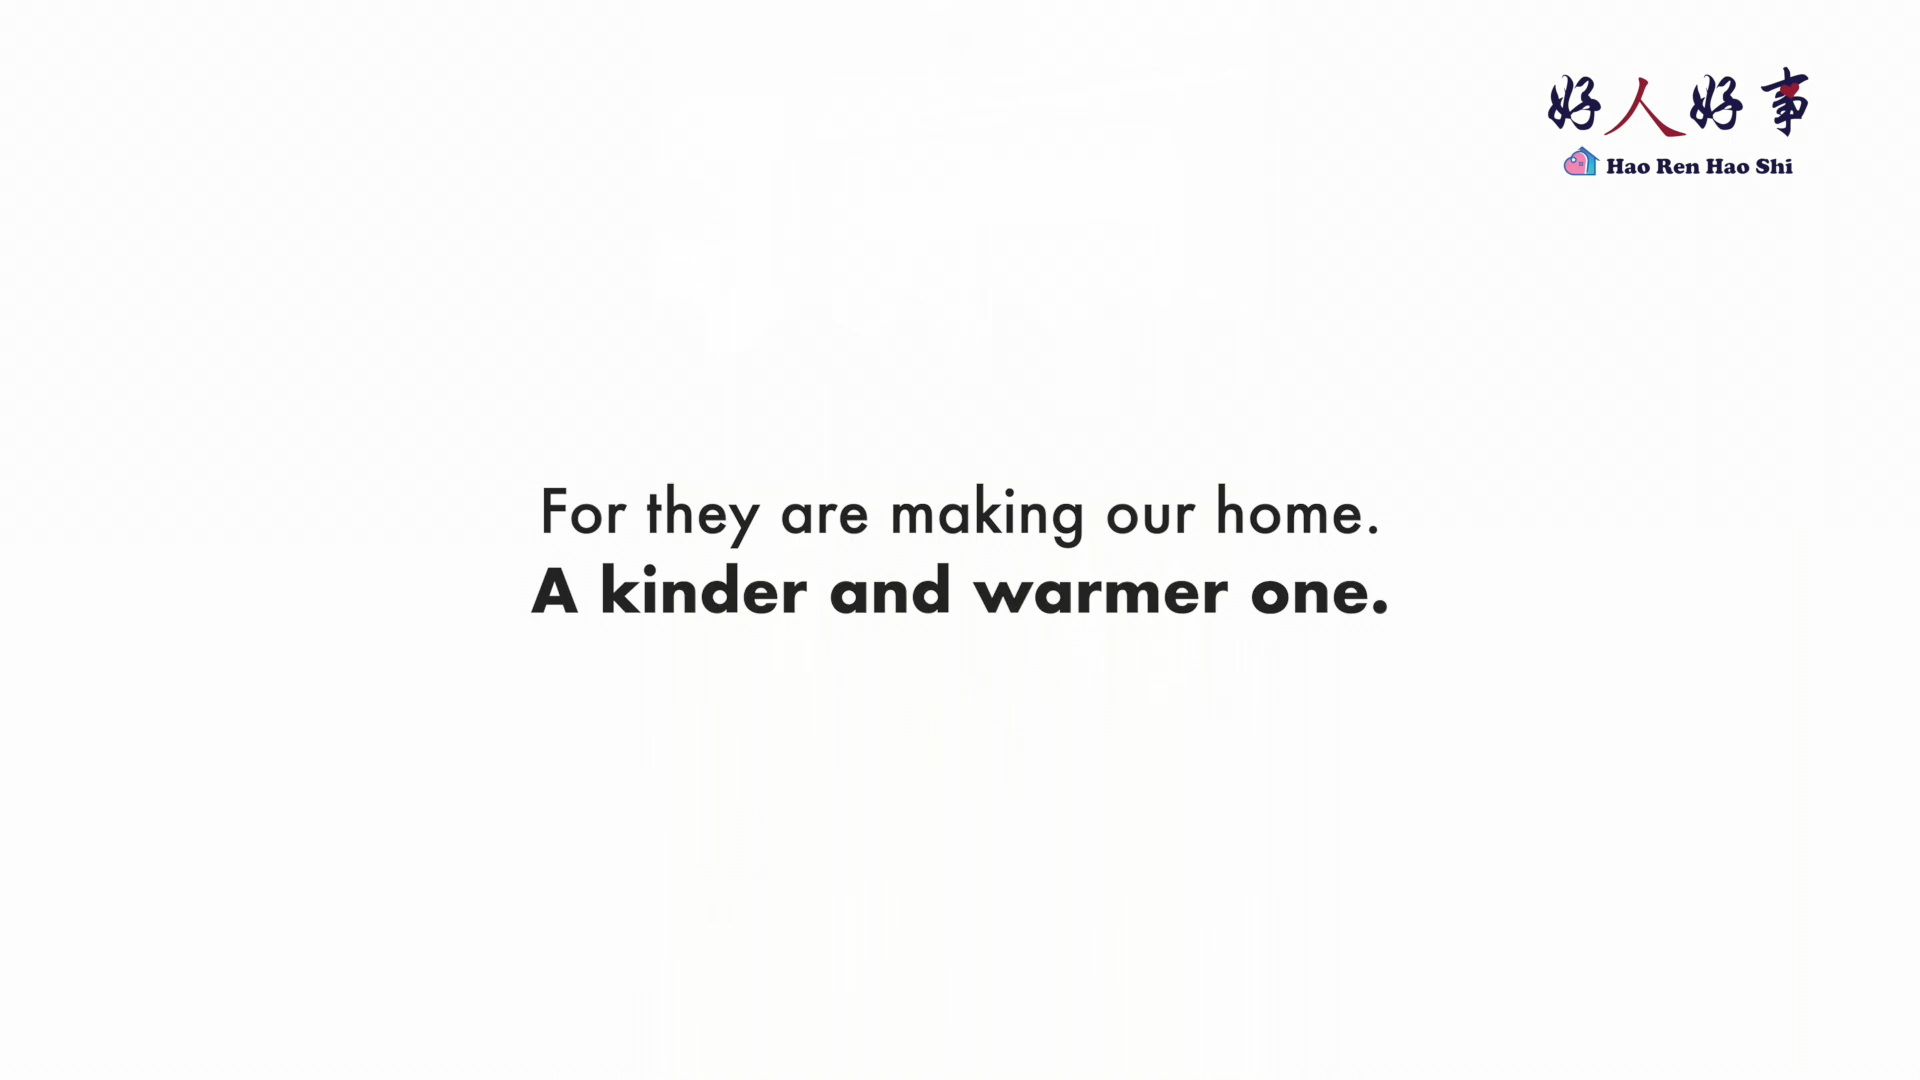 好人好事
Hao Ren Hao Shi
For they are making our home.
A kinder and warmer one.